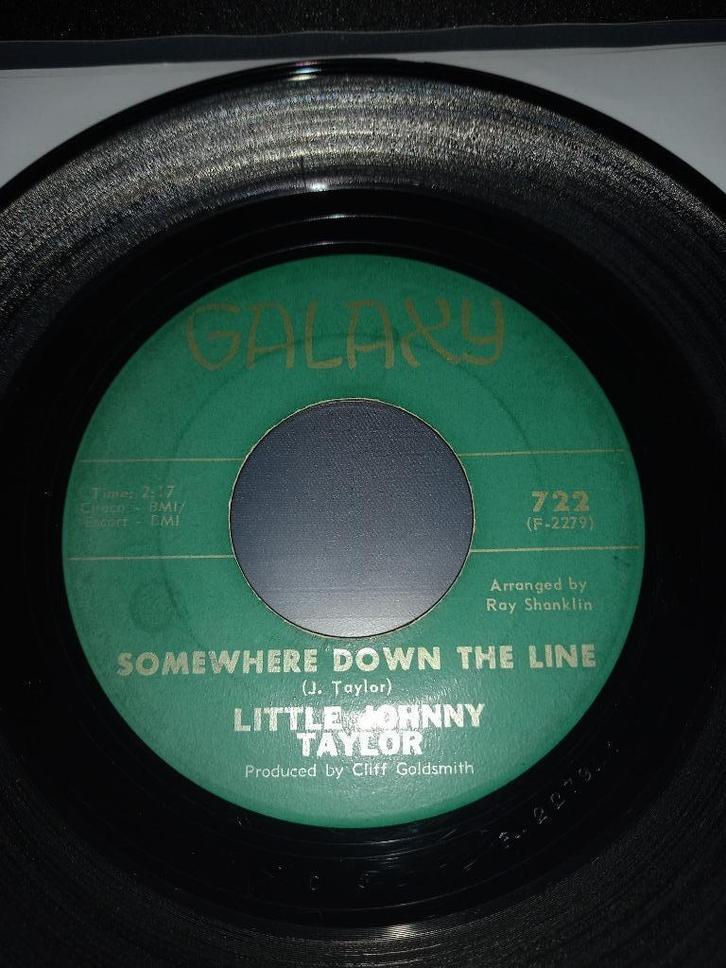 GALAXY
Time: 2:17
Cireco - BMI/
Escort - BMI
722
(F-2279)
Arranged by
Ray Shanklin
SOMEWHERE DOWN THE LINE
(J. Taylor)
LITTLE JOHNNY
TAYLOR
Produced by Cliff Goldsmith